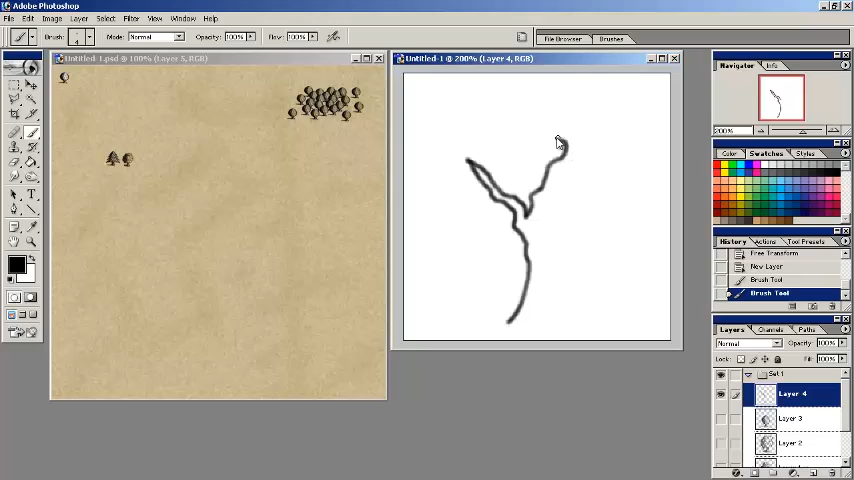 Adobe Photoshop
File Edit Image Layer Select Filter View Window Help
Brush: 4 Mode: Normal Opacity: 100% Flow: 100% File Browser Brushes
Untitled-1.psd @ 100% (Layer 5, RGB)
Untitled-1 @ 200% (Layer 4, RGB)
Navigator Info
200%
Color Swatches Styles
History Actions Tool Presets
Free Transform
New Layer
Brush Tool
Brush Tool
Layers Channels Paths
Normal Opacity: 100%
Lock: Fill: 100%
Set 1
Layer 4
Layer 3
Layer 2